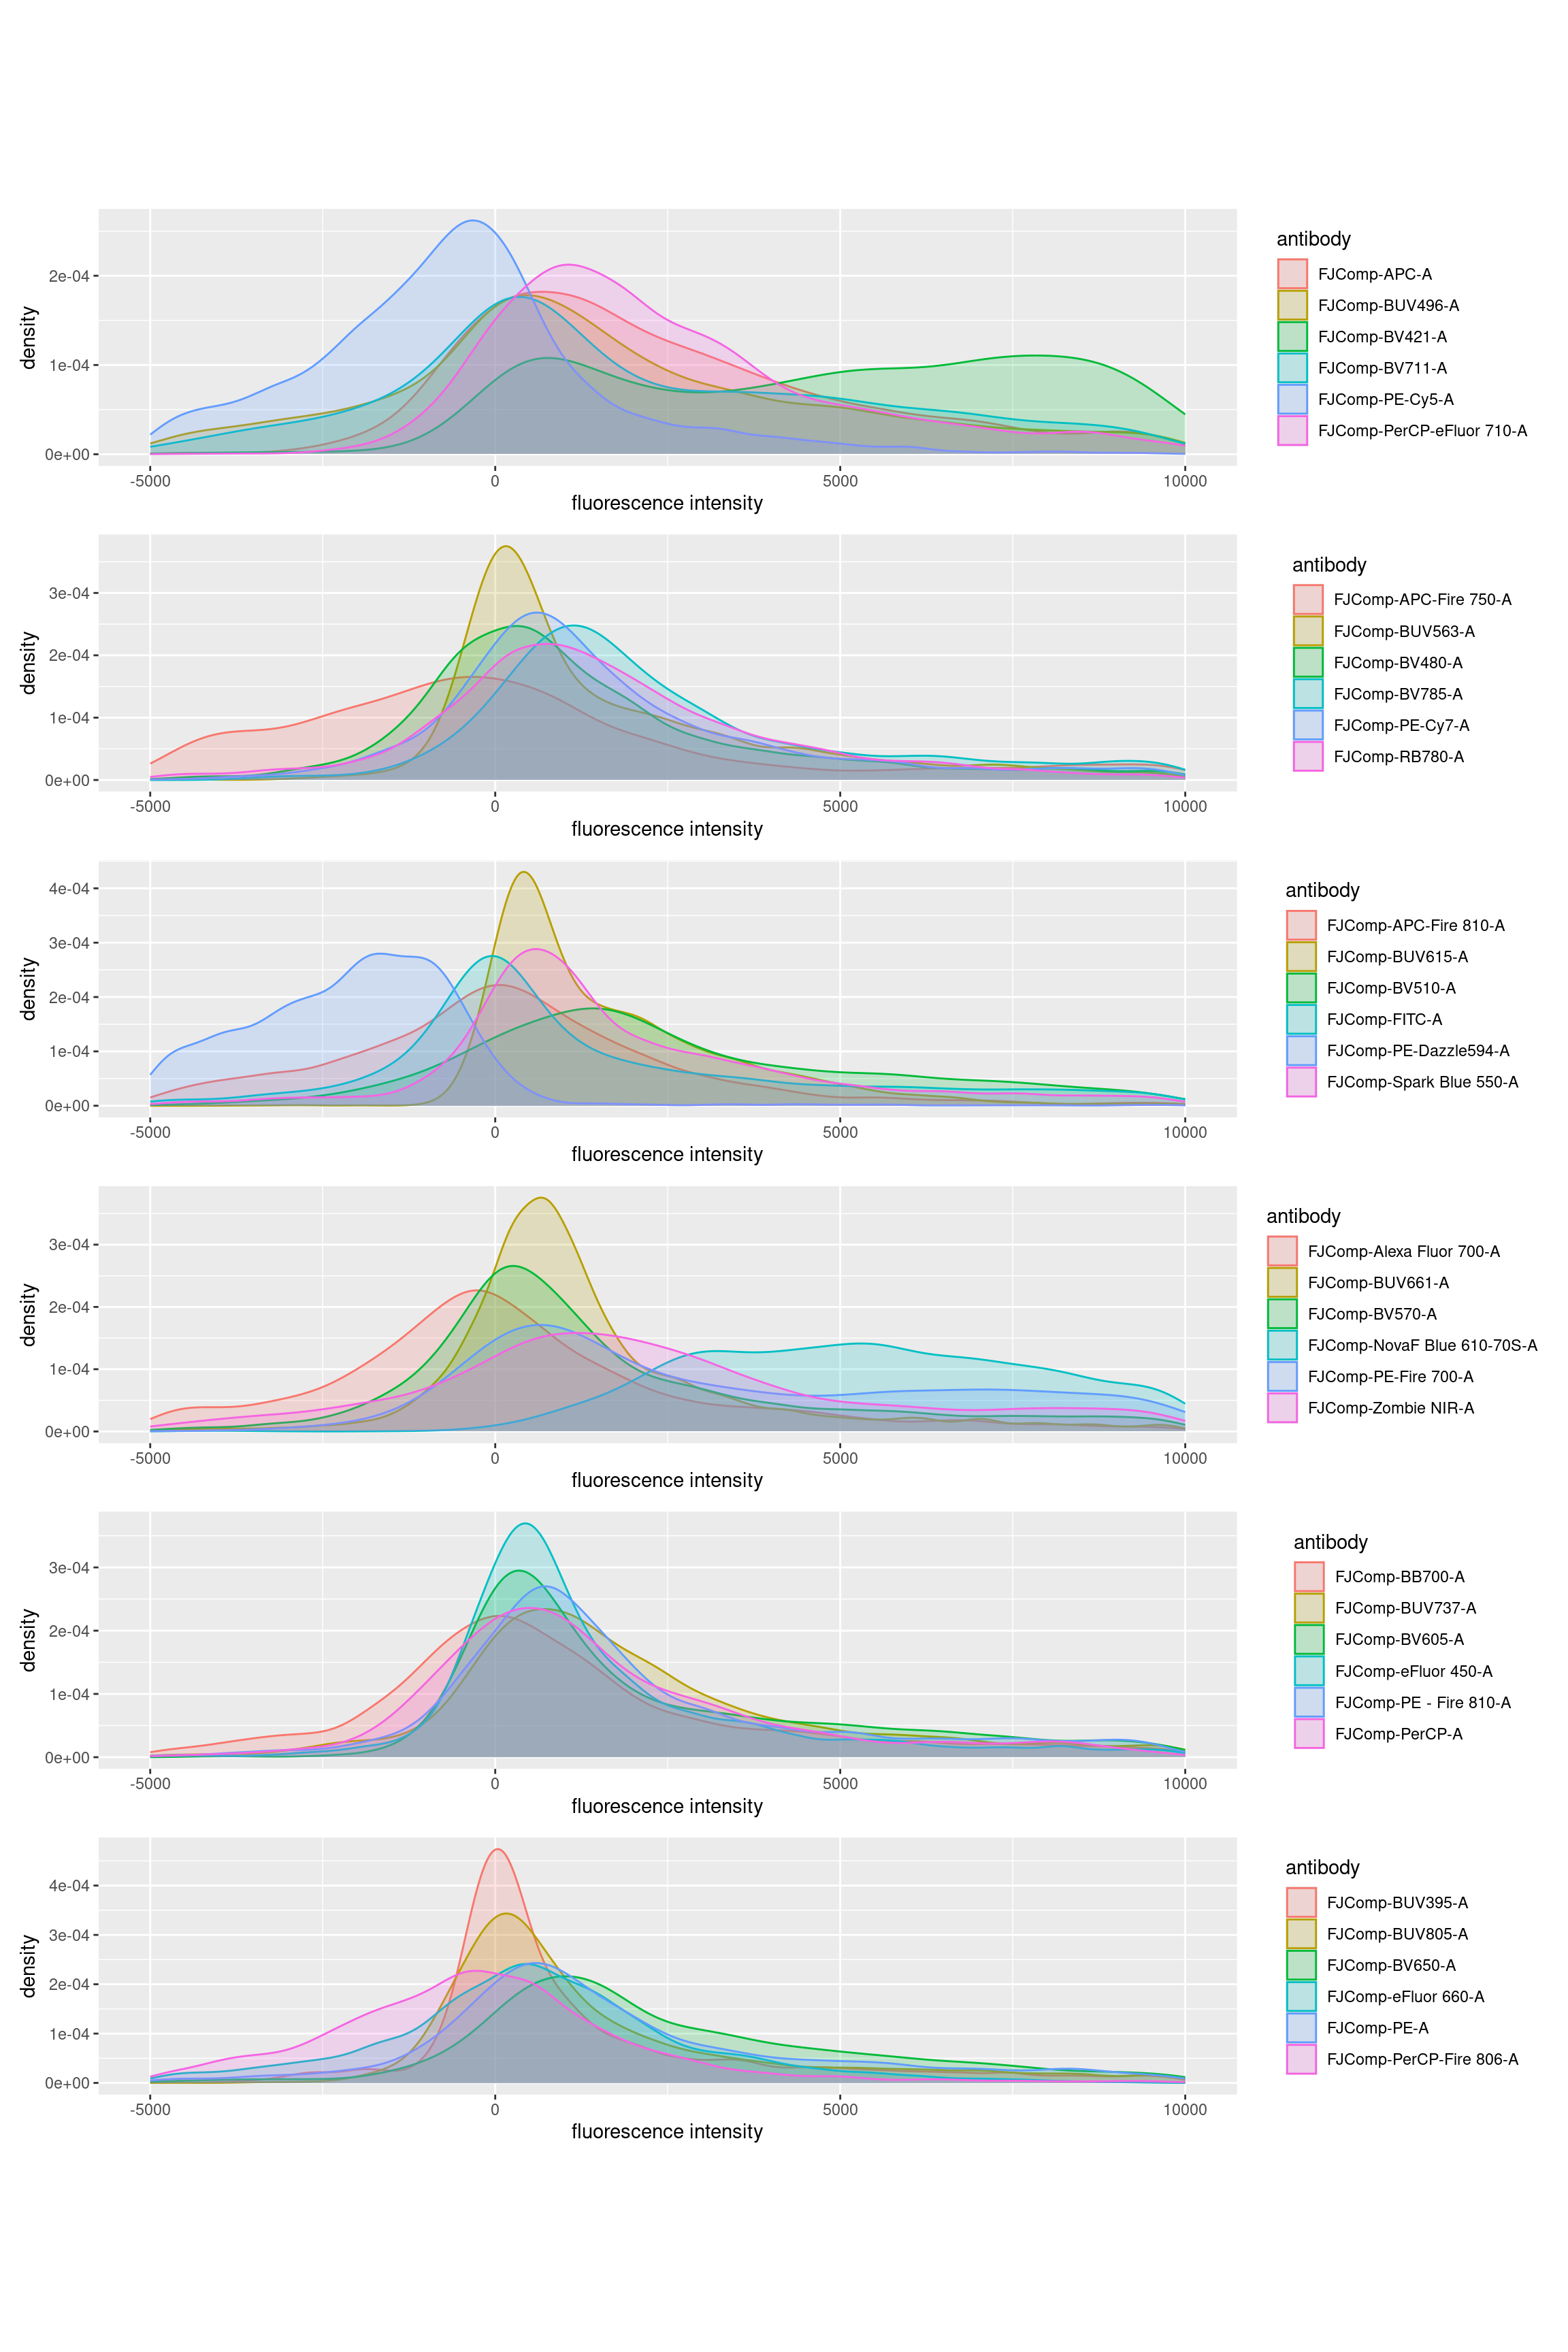 antibody
FJComp-APC-A
FJComp-BUV496-A
FJComp-BV421-A
FJComp-BV711-A
FJComp-PE-Cy5-A
FJComp-PerCP-eFluor 710-A
density
2e-04
1e-04
0e+00
-5000 0 5000 10000
fluorescence intensity
antibody
FJComp-APC-Fire 750-A
FJComp-BUV563-A
FJComp-BV480-A
FJComp-BV785-A
FJComp-PE-Cy7-A
FJComp-RB780-A
density
3e-04
2e-04
1e-04
0e+00
-5000 0 5000 10000
fluorescence intensity
antibody
FJComp-APC-Fire 810-A
FJComp-BUV615-A
FJComp-BV510-A
FJComp-FITC-A
FJComp-PE-Dazzle594-A
FJComp-Spark Blue 550-A
density
4e-04
3e-04
2e-04
1e-04
0e+00
-5000 0 5000 10000
fluorescence intensity
antibody
FJComp-Alexa Fluor 700-A
FJComp-BUV661-A
FJComp-BV570-A
FJComp-NovaF Blue 610-70S-A
FJComp-PE-Fire 700-A
FJComp-Zombie NIR-A
density
3e-04
2e-04
1e-04
0e+00
-5000 0 5000 10000
fluorescence intensity
antibody
FJComp-BB700-A
FJComp-BUV737-A
FJComp-BV605-A
FJComp-eFluor 450-A
FJComp-PE - Fire 810-A
FJComp-PerCP-A
density
3e-04
2e-04
1e-04
0e+00
-5000 0 5000 10000
fluorescence intensity
antibody
FJComp-BUV395-A
FJComp-BUV805-A
FJComp-BV650-A
FJComp-eFluor 660-A
FJComp-PE-A
FJComp-PerCP-Fire 806-A
density
4e-04
3e-04
2e-04
1e-04
0e+00
-5000 0 5000 10000
fluorescence intensity